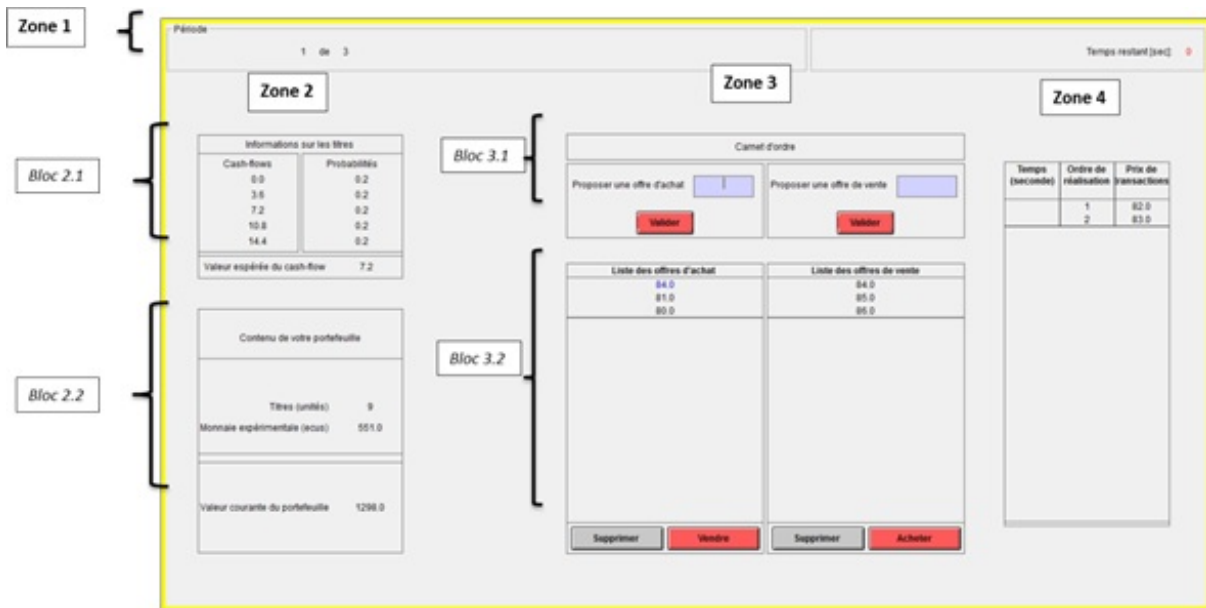 Zone 1
Période
1 de 3
Temps restant [sec]: 0
Zone 2
Zone 3
Zone 4
Bloc 2.1
Informations sur les titres
Cash-flows Probabilités
0.0 0.2
3.6 0.2
7.2 0.2
10.8 0.2
14.4 0.2
Valeur espérée du cash-flow 7.2
Bloc 2.2
Contenu de votre portefeuille
Titres (unités) 9
Monnaie expérimentale (ecus) 551.0
Valeur courante du portefeuille 1298.0
Bloc 3.1
Carnet d'ordre
Proposer une offre d'achat Proposer une offre de vente
Valider Valider
Bloc 3.2
Liste des offres d'achat Liste des offres de vente
84.0 84.0
81.0 85.0
80.0 86.0
Supprimer Vendre Supprimer Acheter
Temps Ordre de Prix de
(seconde) réalisation transactions
1 82.0
2 83.0